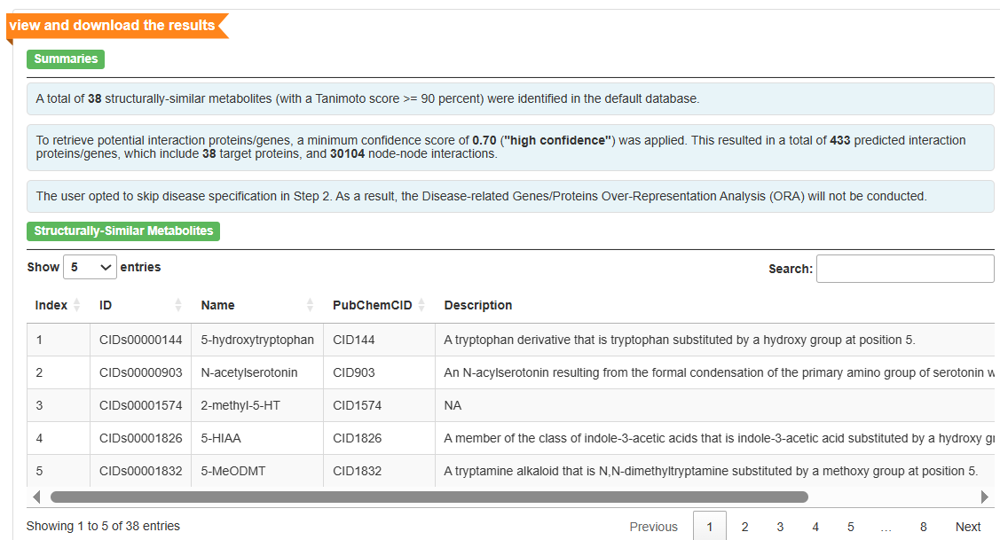 view and download the results
Summaries
A total of 38 structurally-similar metabolites (with a Tanimoto score >= 90 percent) were identified in the default database.
To retrieve potential interaction proteins/genes, a minimum confidence score of 0.70 ("high confidence") was applied. This resulted in a total of 433 predicted interaction
proteins/genes, which include 38 target proteins, and 30104 node-node interactions.
The user opted to skip disease specification in Step 2. As a result, the Disease-related Genes/Proteins Over-Representation Analysis (ORA) will not be conducted.
Structurally-Similar Metabolites
Show 5 entries Search:
Index ID Name PubChemCID Description
1 CIDs00000144 5-hydroxytryptophan CID144 A tryptophan derivative that is tryptophan substituted by a hydroxy group at position 5.
2 CIDs00000903 N-acetylserotonin CID903 An N-acylserotonin resulting from the formal condensation of the primary amino group of serotonin w
3 CIDs00001574 2-methyl-5-HT CID1574 NA
4 CIDs00001826 5-HIAA CID1826 A member of the class of indole-3-acetic acids that is indole-3-acetic acid substituted by a hydroxy gr
5 CIDs00001832 5-MeODMT CID1832 A tryptamine alkaloid that is N,N-dimethyltryptamine substituted by a methoxy group at position 5.
Showing 1 to 5 of 38 entries Previous 1 2 3 4 5 ... 8 Next